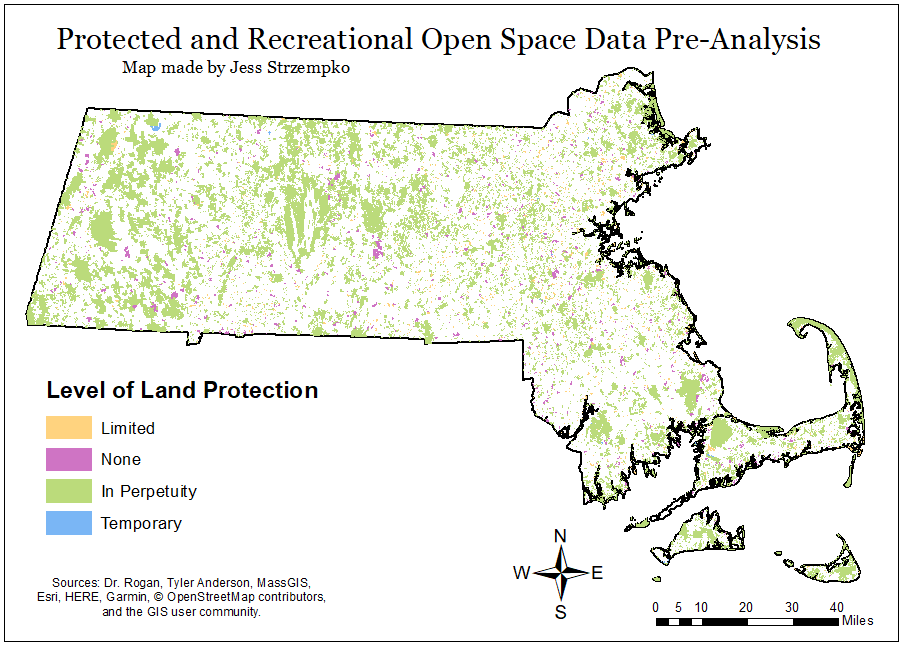 Protected and Recreational Open Space Data Pre-Analysis
Map made by Jess Strzempko
Level of Land Protection
Limited
None
In Perpetuity
Temporary
Sources: Dr. Rogan, Tyler Anderson, MassGIS,
Esri, HERE, Garmin, © OpenStreetMap contributors,
and the GIS user community.
N
W E
S
0 5 10 20 30 40
Miles